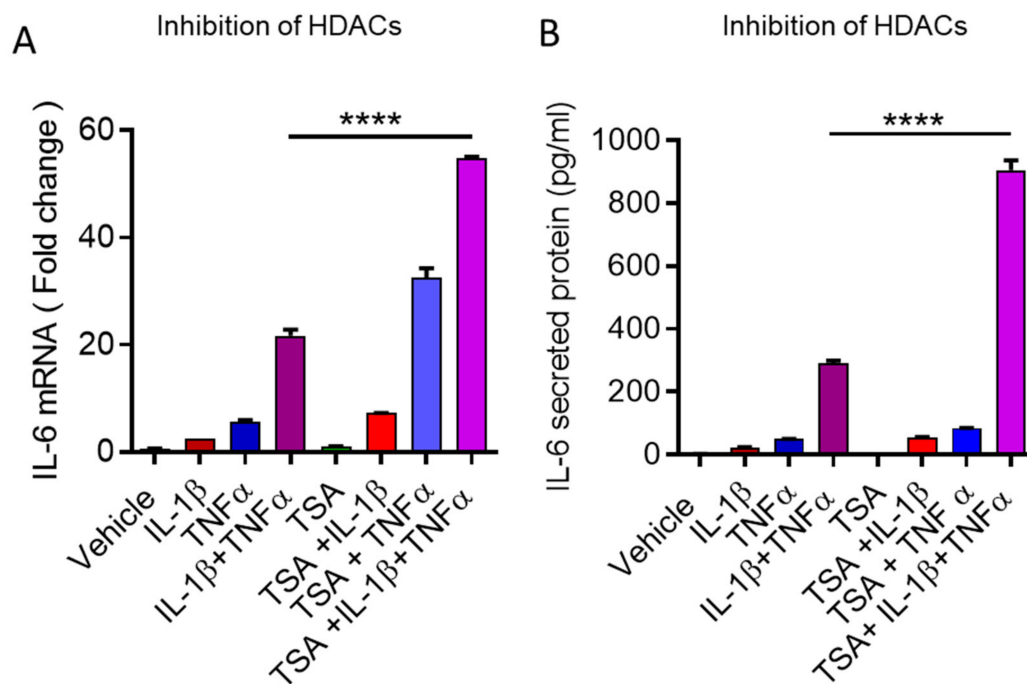 A
Inhibition of HDACs
IL-6 mRNA ( Fold change )
60
40
20
0
****
Vehicle
IL-1β
TNFα
IL-1β+TNFα
TSA
TSA +IL-1β
TSA + TNFα
TSA +IL-1β+TNFα
B
Inhibition of HDACs
IL-6 secreted protein (pg/ml)
1000
800
600
400
200
0
****
Vehicle
IL-1β
TNFα
IL-1β+TNFα
TSA
TSA +IL-1β
TSA + TNF α
TSA+ IL-1β+TNFα